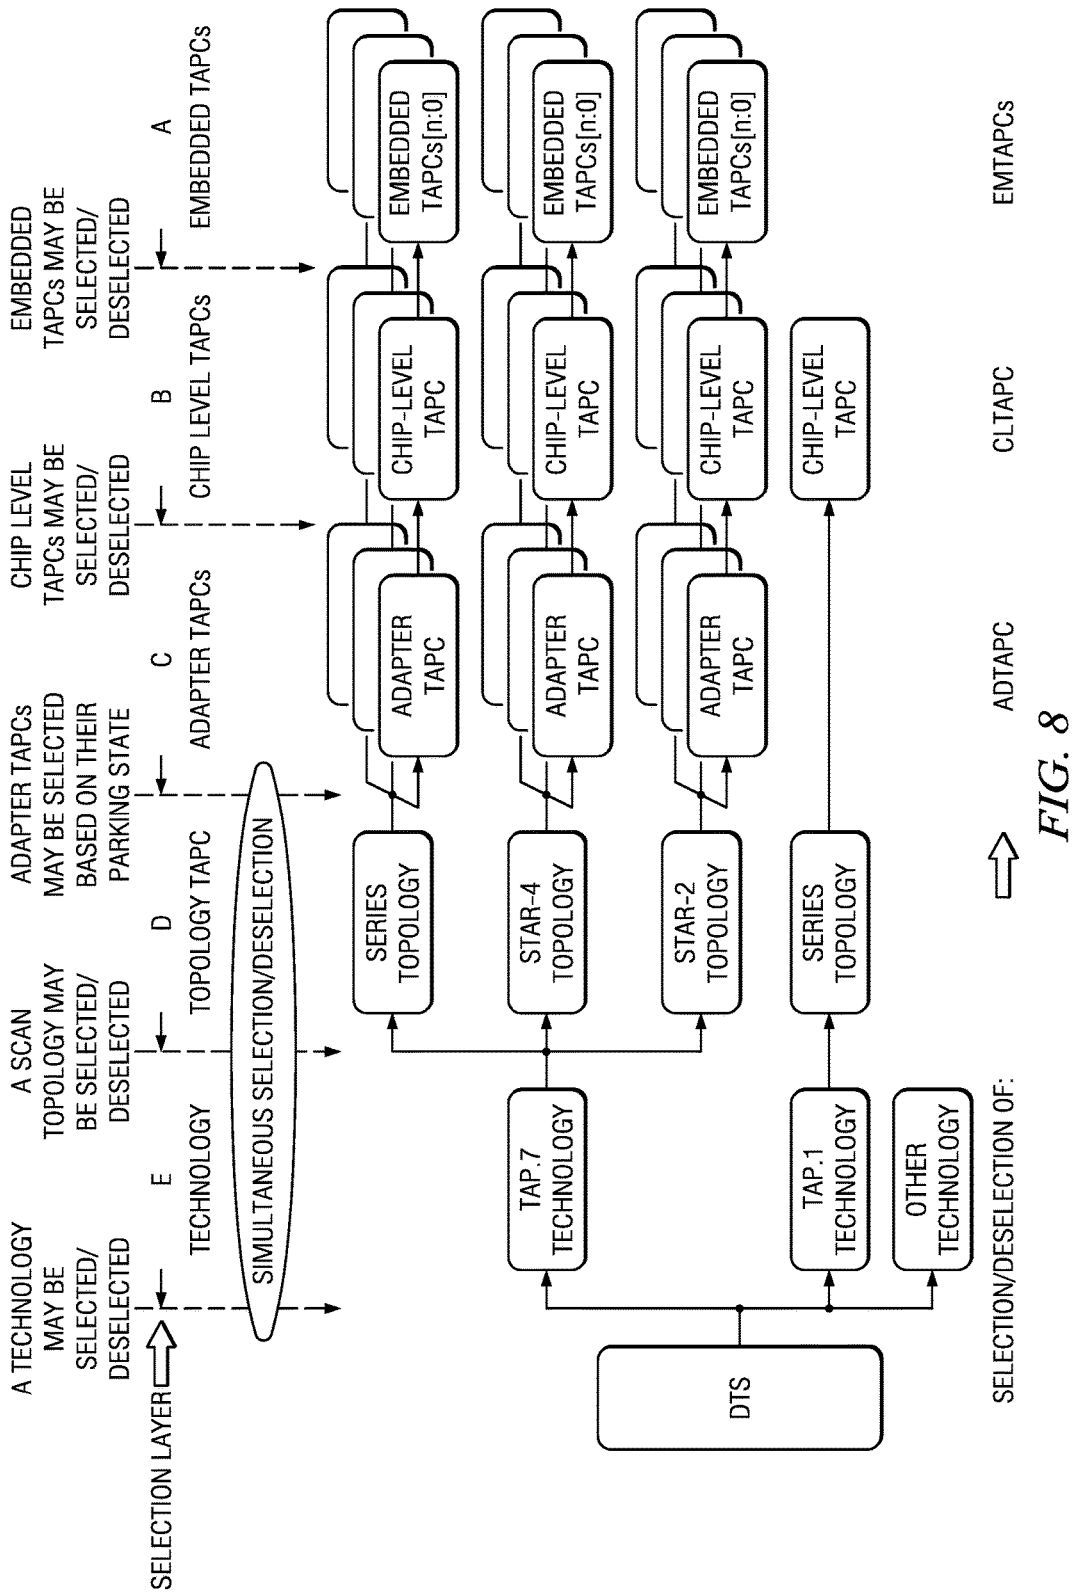 A TECHNOLOGY
MAY BE
SELECTED/
DESELECTED
A SCAN
TOPOLOGY MAY
BE SELECTED/
DESELECTED
ADAPTER TAPCs
MAY BE SELECTED
BASED ON THEIR
PARKING STATE
CHIP LEVEL
TAPCs MAY BE
SELECTED/
DESELECTED
EMBEDDED
TAPCs MAY BE
SELECTED/
DESELECTED
SELECTION LAYER
E
D
C
B
A
TECHNOLOGY
TOPOLOGY TAPC
ADAPTER TAPCs
CHIP LEVEL TAPCs
EMBEDDED TAPCs
SIMULTANEOUS SELECTION/DESELECTION
SERIES
TOPOLOGY
ADAPTER
TAPC
CHIP-LEVEL
TAPC
EMBEDDED
TAPCs[n:0]
TAP.7
TECHNOLOGY
STAR-4
TOPOLOGY
ADAPTER
TAPC
CHIP-LEVEL
TAPC
EMBEDDED
TAPCs[n:0]
STAR-2
TOPOLOGY
ADAPTER
TAPC
CHIP-LEVEL
TAPC
EMBEDDED
TAPCs[n:0]
DTS
TAP.1
TECHNOLOGY
SERIES
TOPOLOGY
CHIP-LEVEL
TAPC
OTHER
TECHNOLOGY
SELECTION/DESELECTION OF:
ADTAPC
CLTAPC
EMTAPCs
FIG. 8